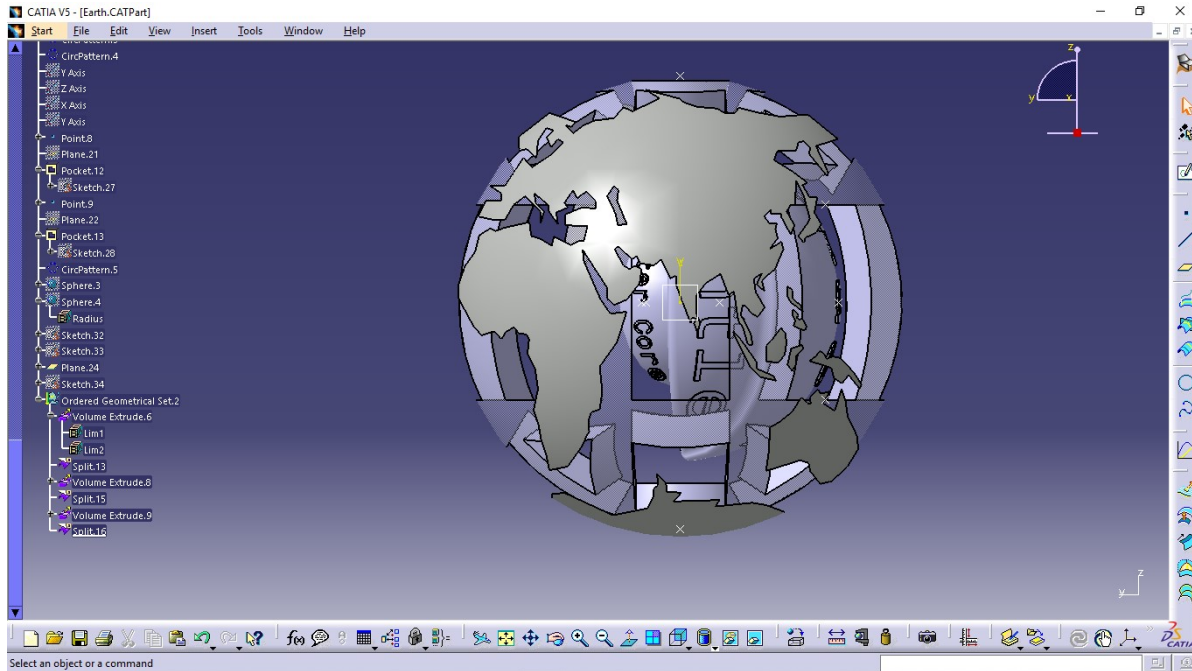 CATIA V5 - [Earth.CATPart]
Start File Edit View Insert Tools Window Help
CircPattern.4
Y Axis
Z Axis
X Axis
Y Axis
Point.8
Plane.21
Pocket.12
Sketch.27
Point.9
Plane.22
Pocket.13
Sketch.28
CircPattern.5
Sphere.3
Sphere.4
Radius
Sketch.32
Sketch.33
Plane.24
Sketch.34
Ordered Geometrical Set.2
Volume Extrude.6
Lim1
Lim2
Split.13
Volume Extrude.8
Split.15
Volume Extrude.9
Split.16
z
y x
z
y
f(x)
CATIA
Select an object or a command